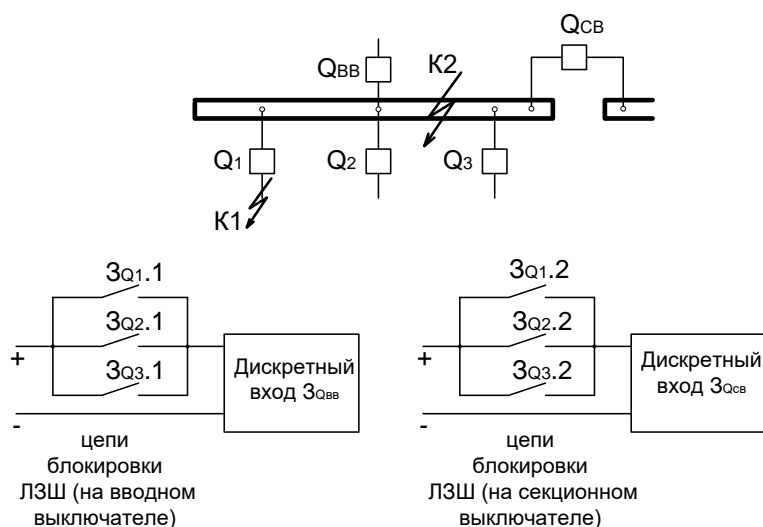 QВВ
К2
QСВ
Q1
Q2
Q3
К1
ЗQ1.1
ЗQ2.1
ЗQ3.1
+
-
Дискретный
вход ЗQвв
цепи
блокировки
ЛЗШ (на вводном
выключателе)
ЗQ1.2
ЗQ2.2
ЗQ3.2
+
-
Дискретный
вход ЗQсв
цепи
блокировки
ЛЗШ (на секционном
выключателе)